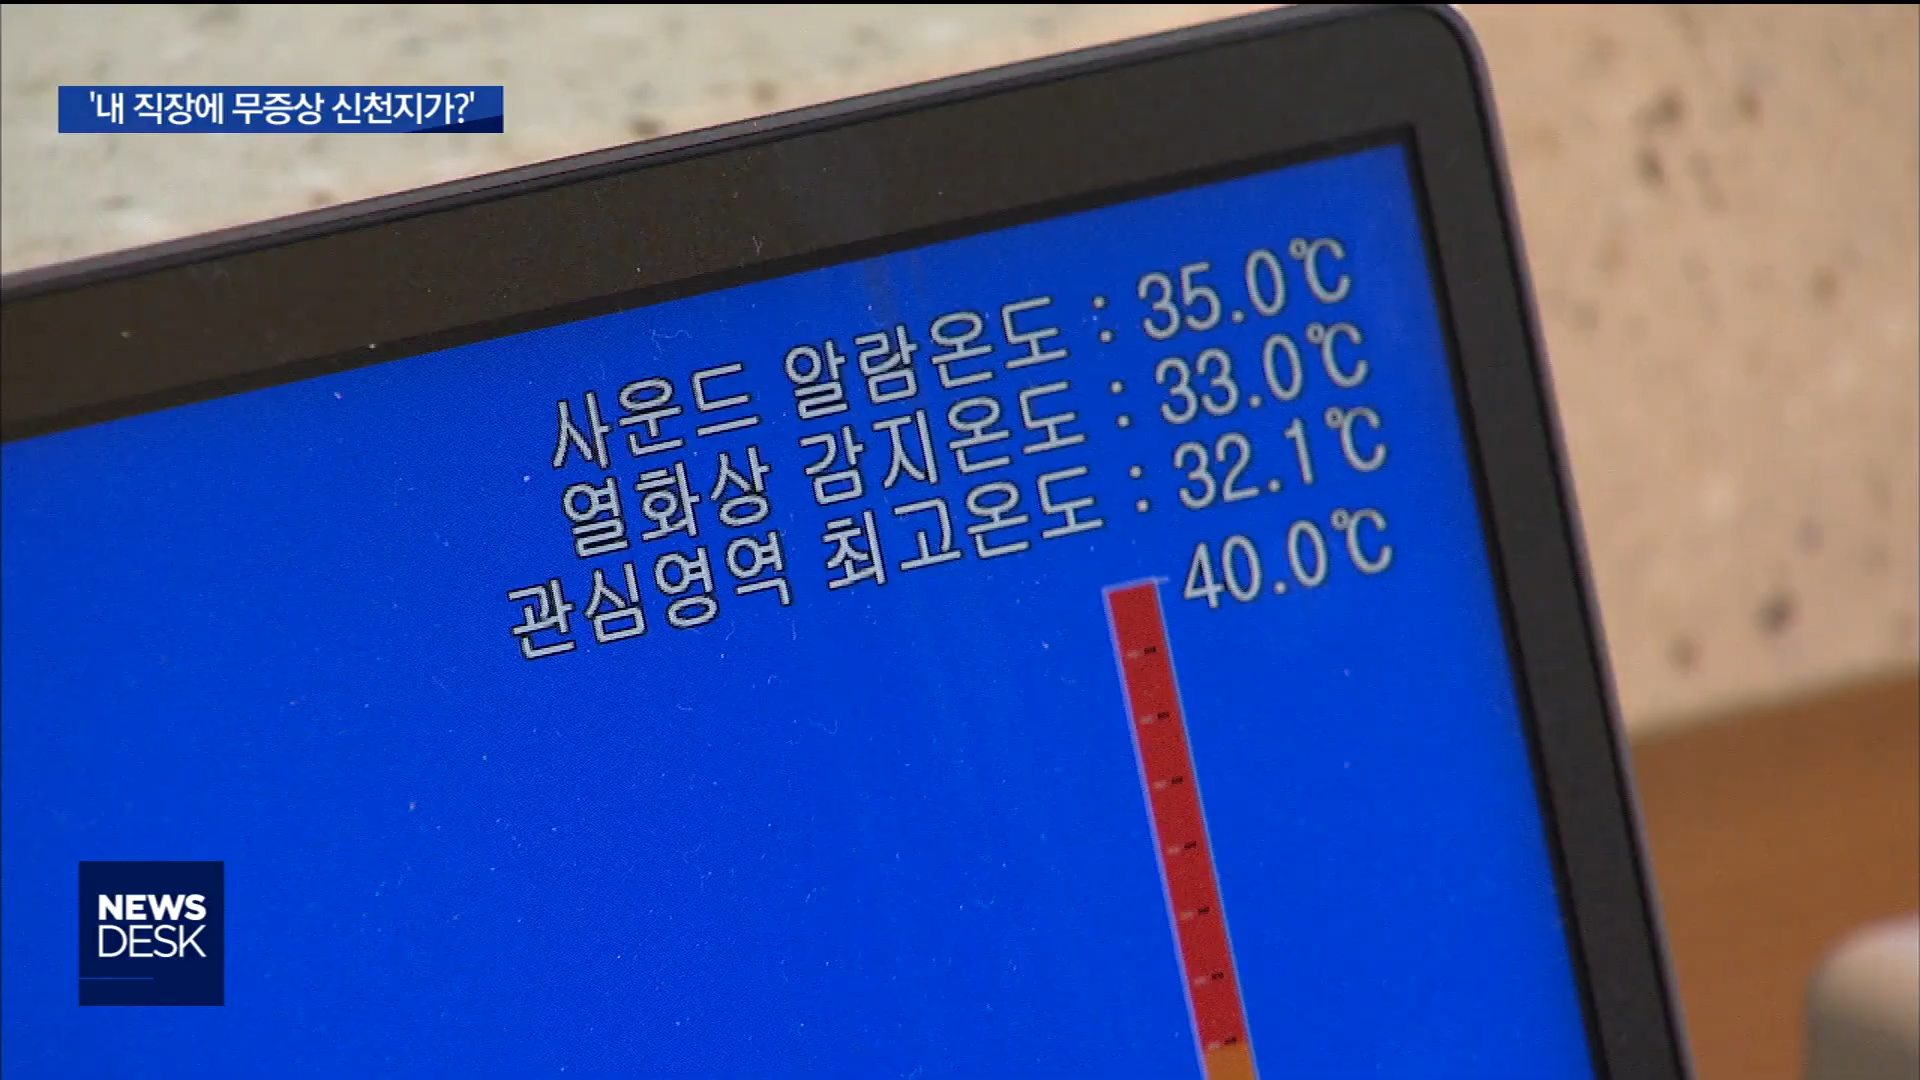 '내 직장에 무증상 신천지가?'
사운드 알람온도 : 35.0℃
열화상 감지온도 : 33.0℃
관심영역 최고온도 : 32.1℃
40.0℃
NEWS
DESK